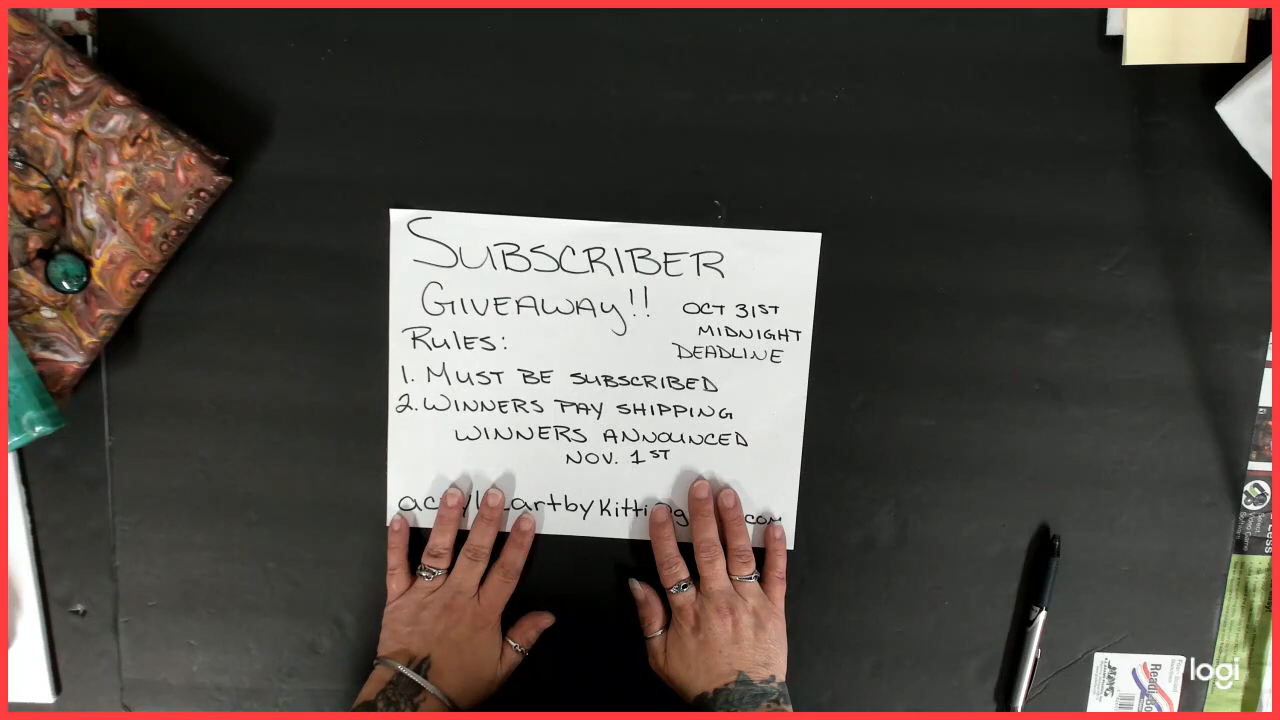 SUBSCRIBER
GIVEAWAY!!
OCT 31ST
MIDNIGHT
DEADLINE
RULES:
1. MUST BE SUBSCRIBED
2. WINNERS PAY SHIPPING
WINNERS ANNOUNCED
NOV. 1ST
logi